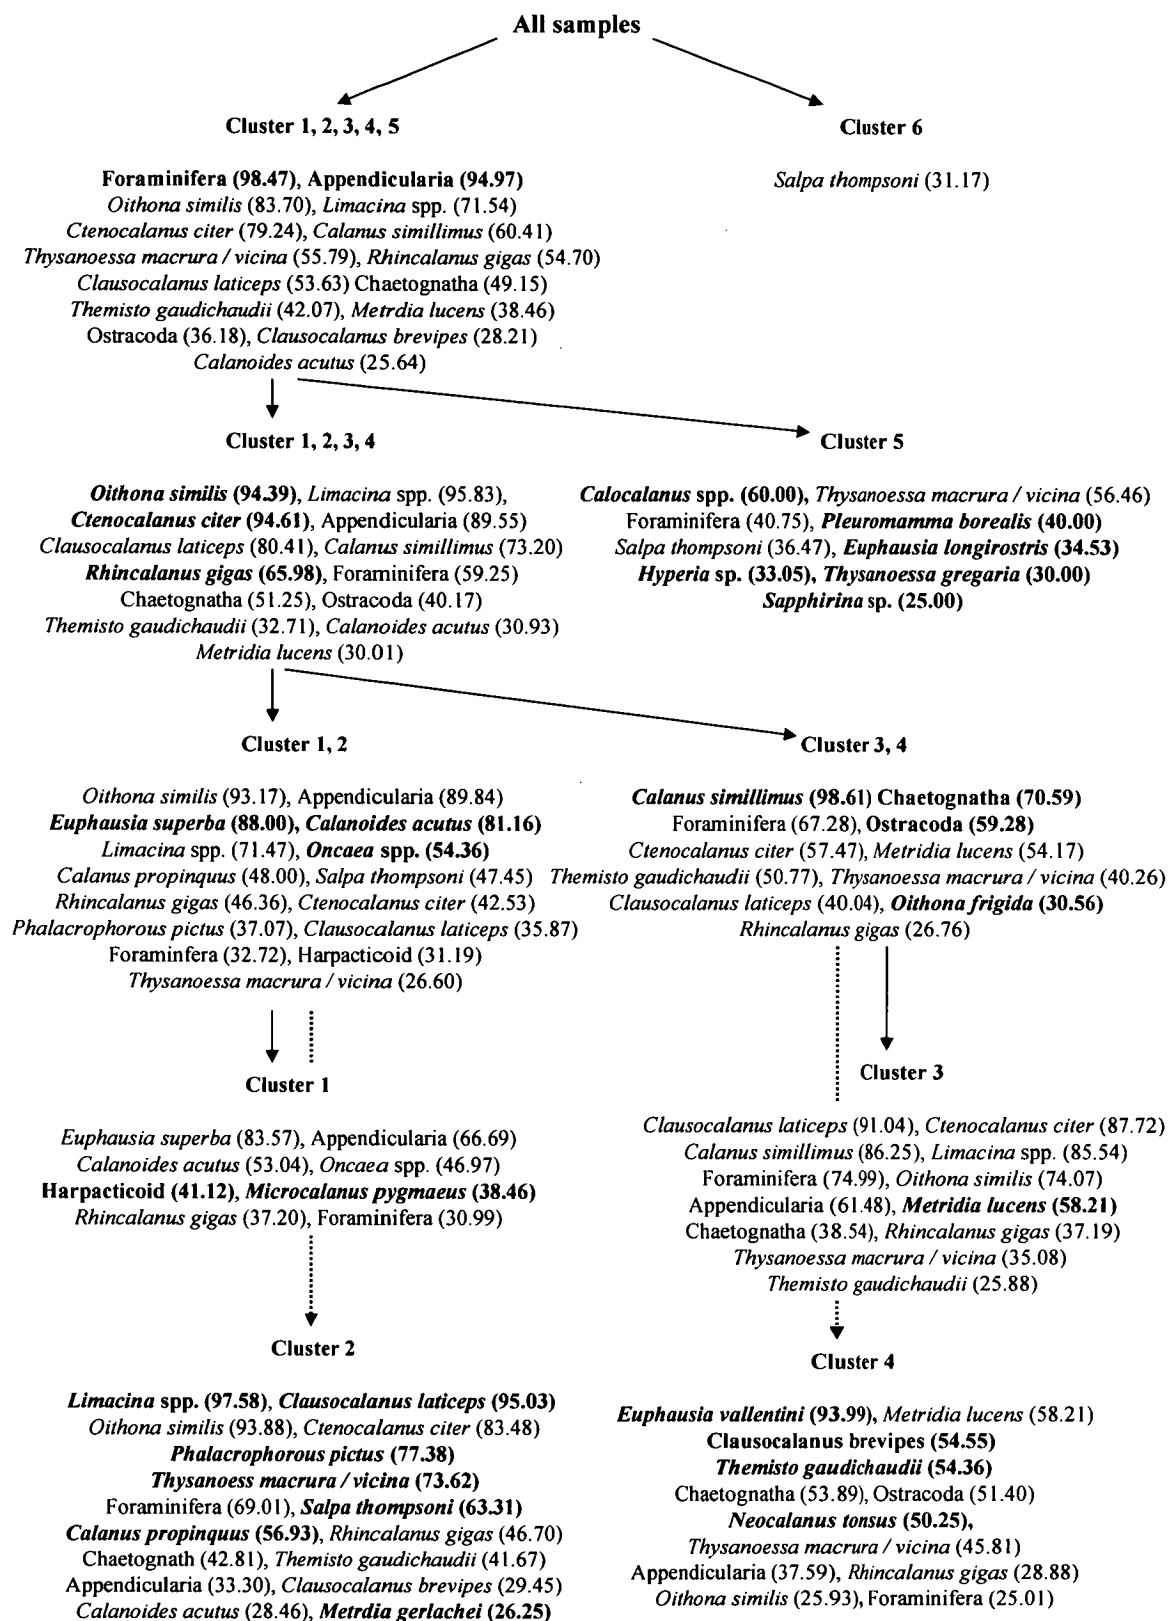 All samples
Cluster 1, 2, 3, 4, 5
Foraminifera (98.47), Appendicularia (94.97)
Oithona similis (83.70), Limacina spp. (71.54)
Ctenocalanus citer (79.24), Calanus simillimus (60.41)
Thysanoessa macrura / vicina (55.79), Rhincalanus gigas (54.70)
Clausocalanus laticeps (53.63) Chaetognatha (49.15)
Themisto gaudichaudii (42.07), Metrdia lucens (38.46)
Ostracoda (36.18), Clausocalanus brevipes (28.21)
Calanoides acutus (25.64)
Cluster 6
Salpa thompsoni (31.17)
Cluster 1, 2, 3, 4
Oithona similis (94.39), Limacina spp. (95.83),
Ctenocalanus citer (94.61), Appendicularia (89.55)
Clausocalanus laticeps (80.41), Calanus simillimus (73.20)
Rhincalanus gigas (65.98), Foraminifera (59.25)
Chaetognatha (51.25), Ostracoda (40.17)
Themisto gaudichaudii (32.71), Calanoides acutus (30.93)
Metridia lucens (30.01)
Cluster 5
Calocalanus spp. (60.00), Thysanoessa macrura / vicina (56.46)
Foraminifera (40.75), Pleuromamma borealis (40.00)
Salpa thompsoni (36.47), Euphausia longirostris (34.53)
Hyperia sp. (33.05), Thysanoessa gregaria (30.00)
Sapphirina sp. (25.00)
Cluster 1, 2
Oithona similis (93.17), Appendicularia (89.84)
Euphausia superba (88.00), Calanoides acutus (81.16)
Limacina spp. (71.47), Oncaea spp. (54.36)
Calanus propinquus (48.00), Salpa thompsoni (47.45)
Rhincalanus gigas (46.36), Ctenocalanus citer (42.53)
Phalacrophorous pictus (37.07), Clausocalanus laticeps (35.87)
Foraminfera (32.72), Harpacticoid (31.19)
Thysanoessa macrura / vicina (26.60)
Cluster 3, 4
Calanus simillimus (98.61) Chaetognatha (70.59)
Foraminifera (67.28), Ostracoda (59.28)
Ctenocalanus citer (57.47), Metridia lucens (54.17)
Themisto gaudichaudii (50.77), Thysanoessa macrura / vicina (40.26)
Clausocalanus laticeps (40.04), Oithona frigida (30.56)
Rhincalanus gigas (26.76)
Cluster 1
Euphausia superba (83.57), Appendicularia (66.69)
Calanoides acutus (53.04), Oncaea spp. (46.97)
Harpacticoid (41.12), Microcalanus pygmaeus (38.46)
Rhincalanus gigas (37.20), Foraminifera (30.99)
Cluster 3
Clausocalanus laticeps (91.04), Ctenocalanus citer (87.72)
Calanus simillimus (86.25), Limacina spp. (85.54)
Foraminifera (74.99), Oithona similis (74.07)
Appendicularia (61.48), Metridia lucens (58.21)
Chaetognatha (38.54), Rhincalanus gigas (37.19)
Thysanoessa macrura / vicina (35.08)
Themisto gaudichaudii (25.88)
Cluster 2
Limacina spp. (97.58), Clausocalanus laticeps (95.03)
Oithona similis (93.88), Ctenocalanus citer (83.48)
Phalacrophorous pictus (77.38)
Thysanoess macrura / vicina (73.62)
Foraminifera (69.01), Salpa thompsoni (63.31)
Calanus propinquus (56.93), Rhincalanus gigas (46.70)
Chaetognath (42.81), Themisto gaudichaudii (41.67)
Appendicularia (33.30), Clausocalanus brevipes (29.45)
Calanoides acutus (28.46), Metrdia gerlachei (26.25)
Cluster 4
Euphausia vallentini (93.99), Metridia lucens (58.21)
Clausocalanus brevipes (54.55)
Themisto gaudichaudii (54.36)
Chaetognatha (53.89), Ostracoda (51.40)
Neocalanus tonsus (50.25),
Thysanoessa macrura / vicina (45.81)
Appendicularia (37.59), Rhincalanus gigas (28.88)
Oithona similis (25.93), Foraminifera (25.01)